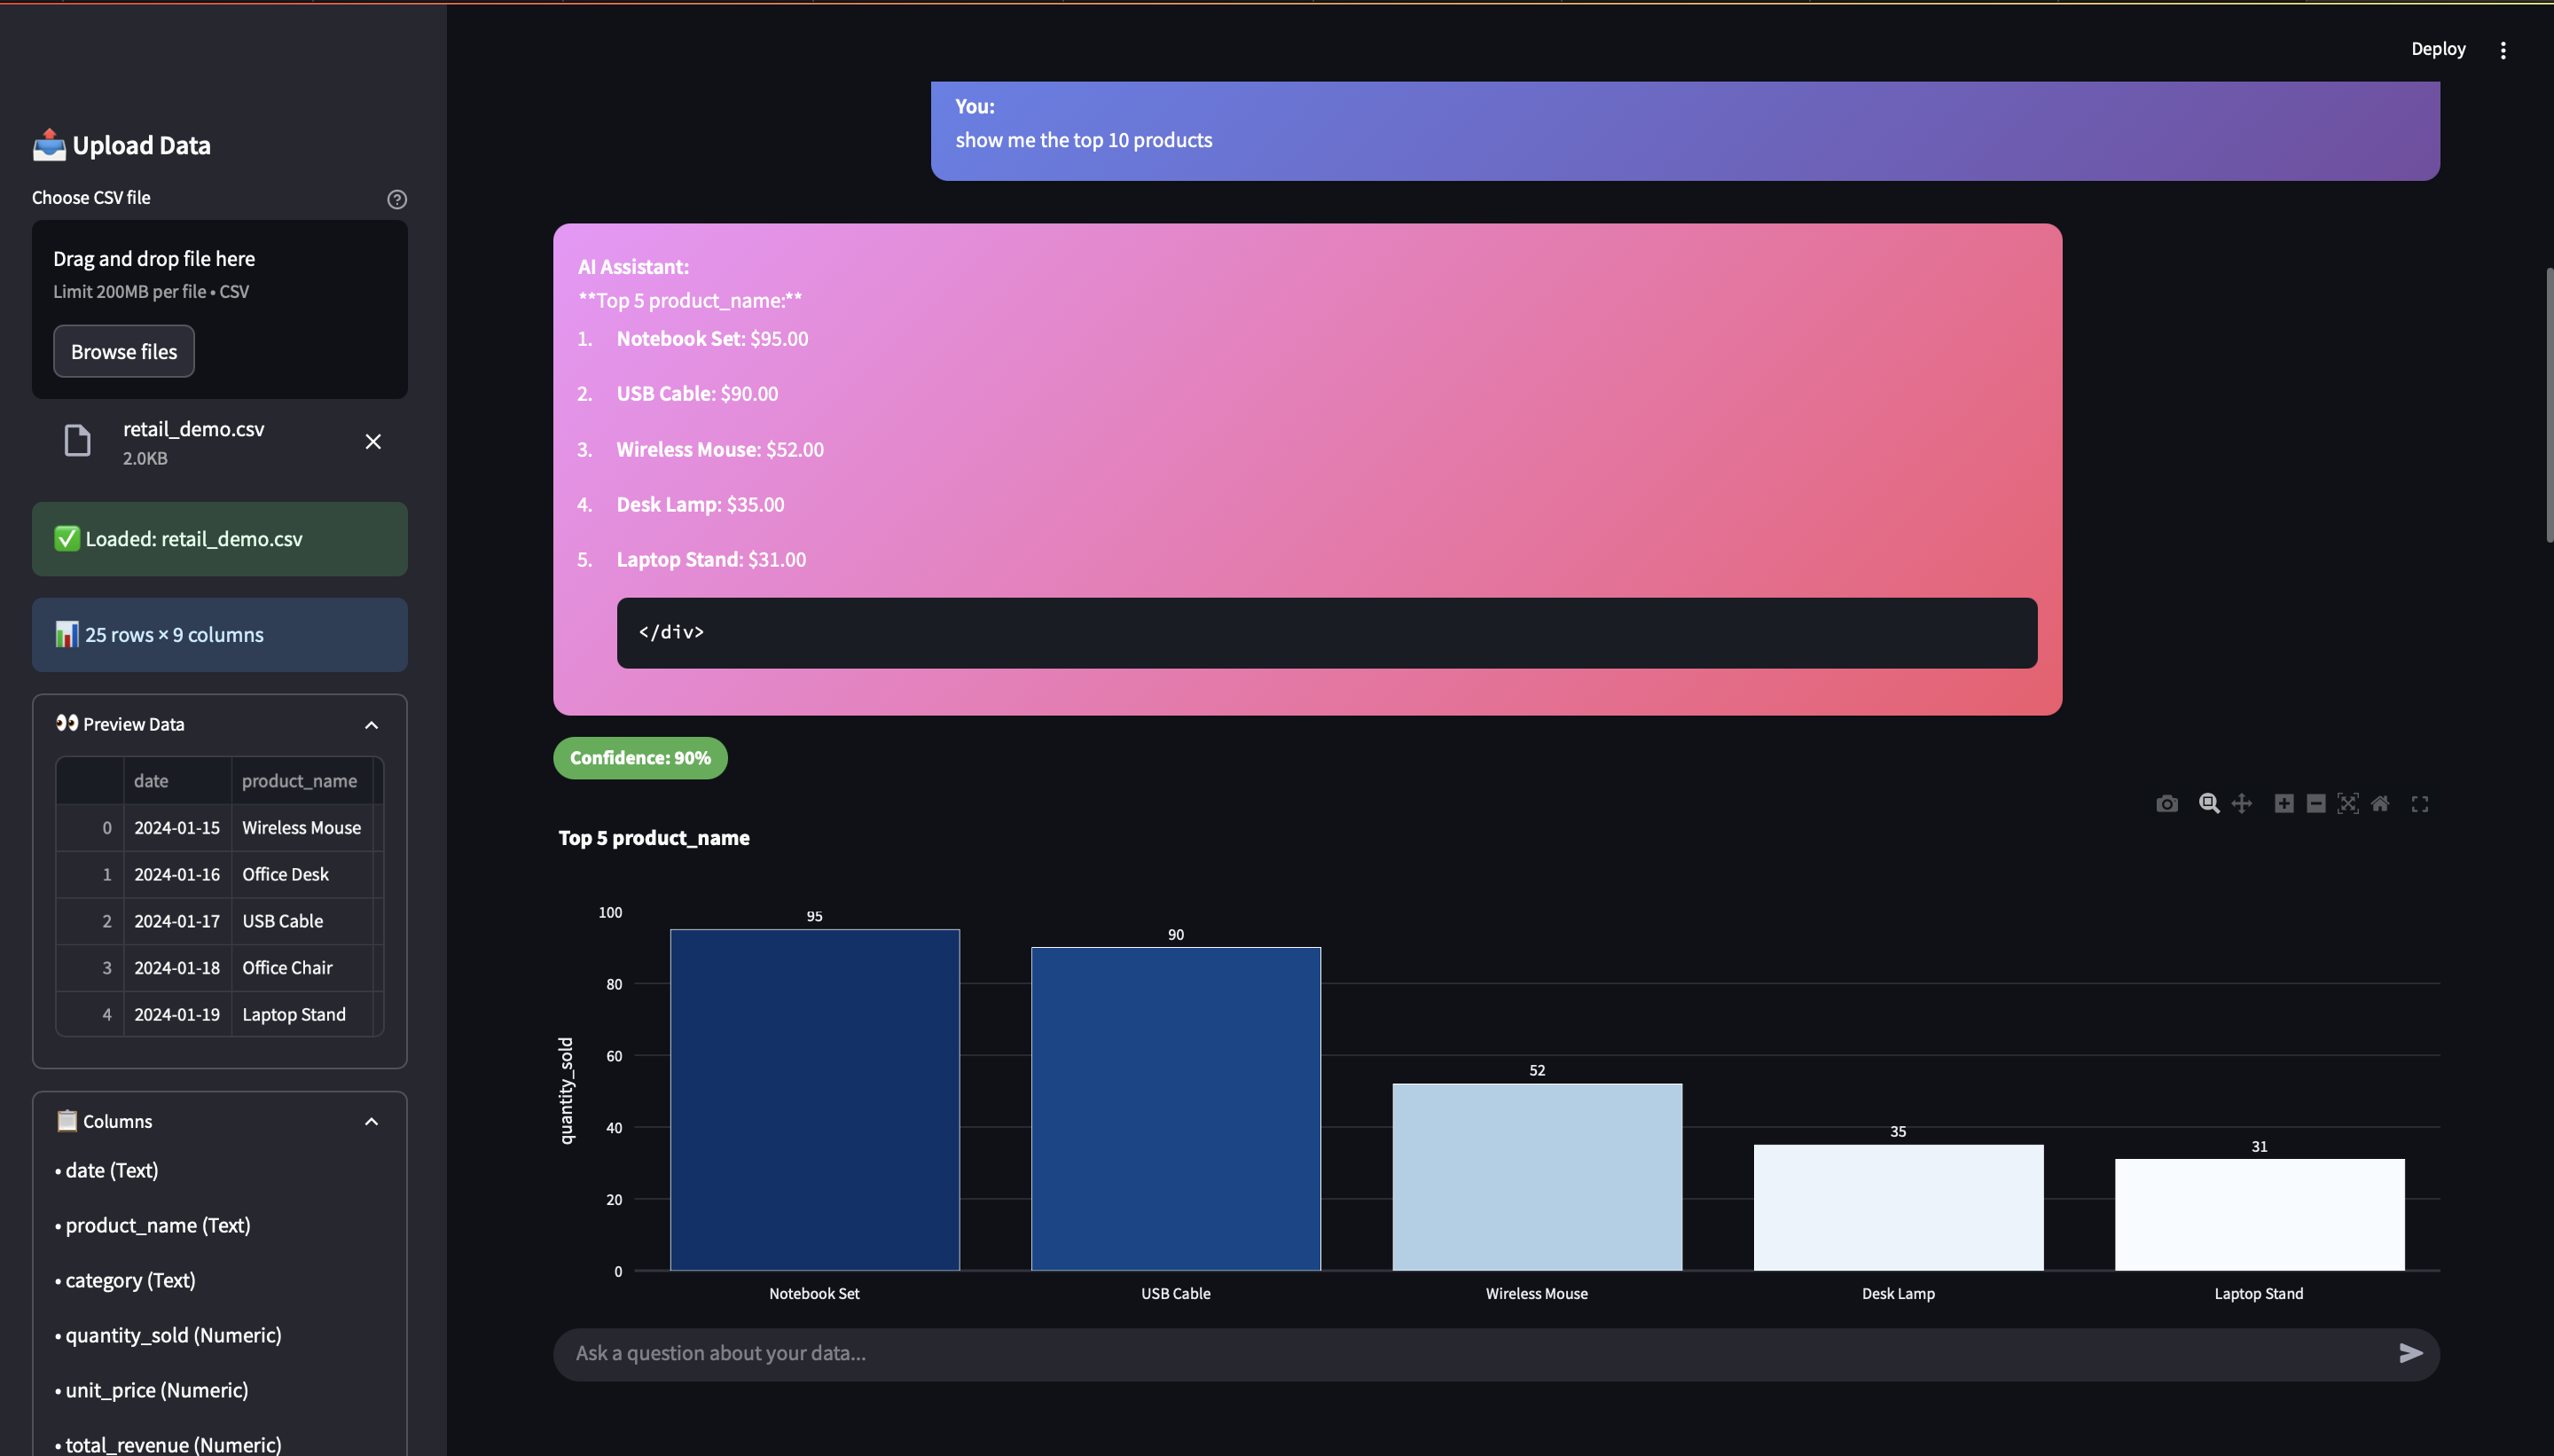 Deploy
📤 Upload Data
Choose CSV file
Drag and drop file here
Limit 200MB per file • CSV
Browse files
retail_demo.csv
2.0KB
✅ Loaded: retail_demo.csv
📊 25 rows × 9 columns
👀 Preview Data
date product_name
0 2024-01-15 Wireless Mouse
1 2024-01-16 Office Desk
2 2024-01-17 USB Cable
3 2024-01-18 Office Chair
4 2024-01-19 Laptop Stand
📋 Columns
• date (Text)
• product_name (Text)
• category (Text)
• quantity_sold (Numeric)
• unit_price (Numeric)
• total_revenue (Numeric)
You:
show me the top 10 products
AI Assistant:
**Top 5 product_name:**
1. Notebook Set: $95.00
2. USB Cable: $90.00
3. Wireless Mouse: $52.00
4. Desk Lamp: $35.00
5. Laptop Stand: $31.00
</div>
Confidence: 90%
Top 5 product_name
quantity_sold
100
80
60
40
20
0
95
90
52
35
31
Notebook Set
USB Cable
Wireless Mouse
Desk Lamp
Laptop Stand
Ask a question about your data...